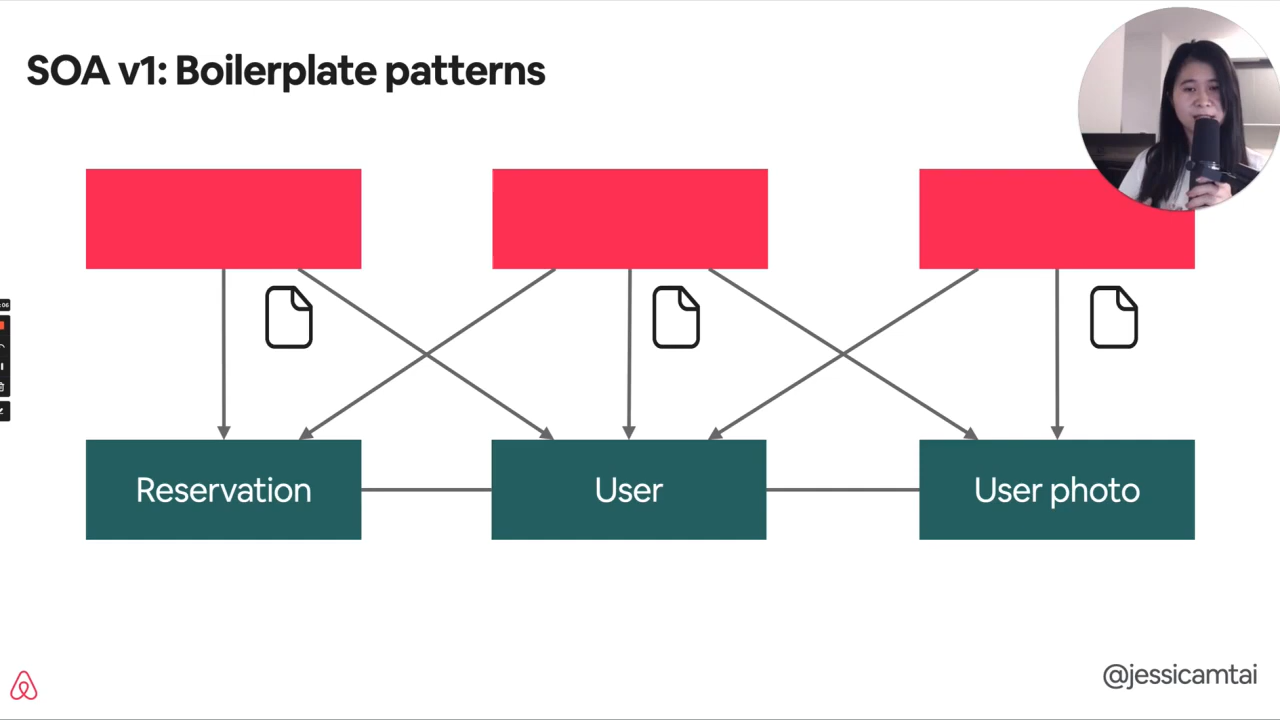 SOA v1: Boilerplate patterns
Reservation
User
User photo
@jessicamtai